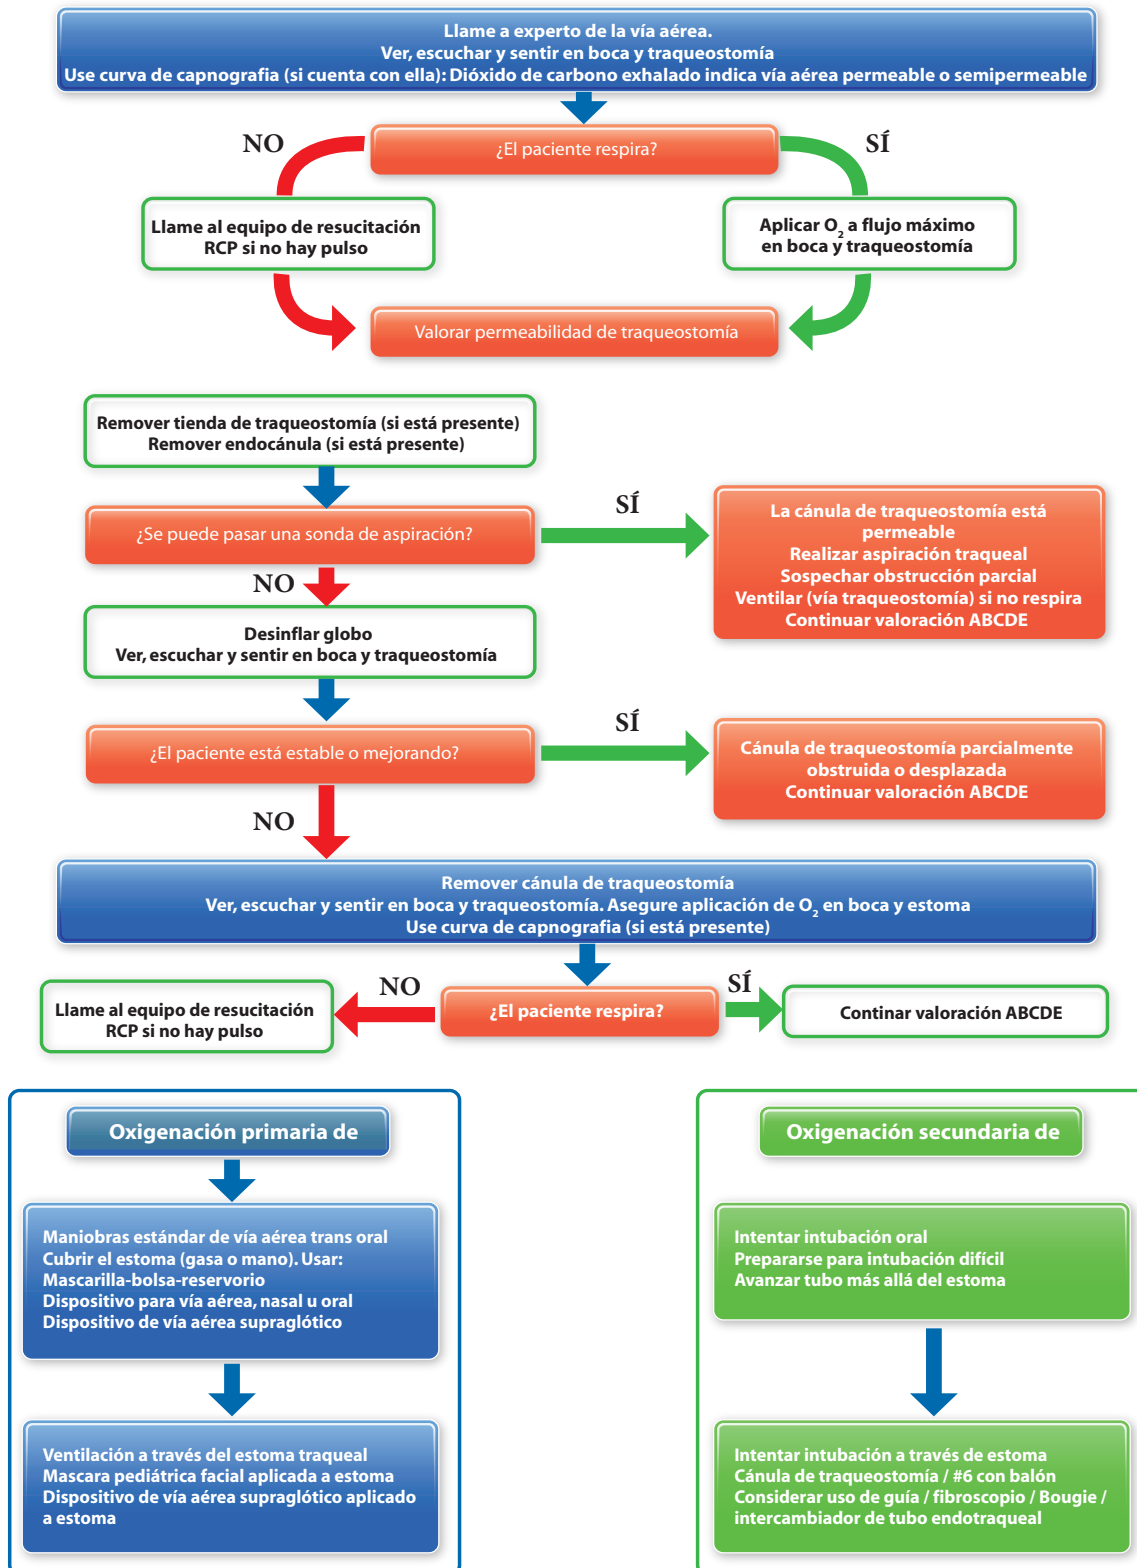 Llame a experto de la vía aérea.
Ver, escuchar y sentir en boca y traqueostomía
Use curva de capnografia (si cuenta con ella): Dióxido de carbono exhalado indica vía aérea permeable o semipermeable
NO
¿El paciente respira?
SÍ
Llame al equipo de resucitación
RCP si no hay pulso
Aplicar O₂ a flujo máximo
en boca y traqueostomía
Valorar permeabilidad de traqueostomía
Remover tienda de traqueostomía (si está presente)
Remover endocánula (si está presente)
¿Se puede pasar una sonda de aspiración?
SÍ
La cánula de traqueostomía está
permeable
Realizar aspiración traqueal
Sospechar obstrucción parcial
Ventilar (vía traqueostomía) si no respira
Continuar valoración ABCDE
NO
Desinflar globo
Ver, escuchar y sentir en boca y traqueostomía
¿El paciente está estable o mejorando?
SÍ
Cánula de traqueostomía parcialmente
obstruida o desplazada
Continuar valoración ABCDE
NO
Remover cánula de traqueostomía
Ver, escuchar y sentir en boca y traqueostomía. Asegure aplicación de O₂ en boca y estoma
Use curva de capnografia (si está presente)
Llame al equipo de resucitación
RCP si no hay pulso
NO
¿El paciente respira?
SÍ
Continar valoración ABCDE
Oxigenación primaria de
Maniobras estándar de vía aérea trans oral
Cubrir el estoma (gasa o mano). Usar:
Mascarilla-bolsa-reservorio
Dispositivo para vía aérea, nasal u oral
Dispositivo de vía aérea supraglótico
Ventilación a través del estoma traqueal
Mascara pediátrica facial aplicada a estoma
Dispositivo de vía aérea supraglótico aplicado
a estoma
Oxigenación secundaria de
Intentar intubación oral
Prepararse para intubación difícil
Avanzar tubo más allá del estoma
Intentar intubación a través de estoma
Cánula de traqueostomía / #6 con balón
Considerar uso de guía / fibroscopio / Bougie /
intercambiador de tubo endotraqueal